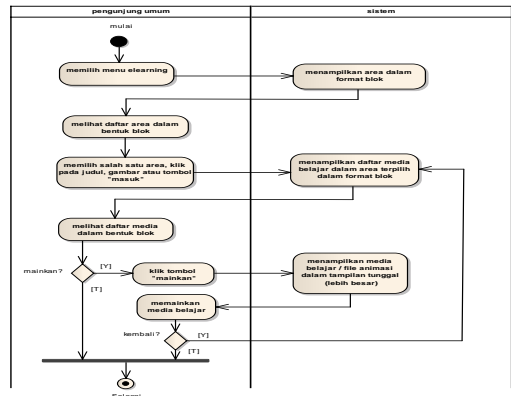 pengunjung umum
sistem
mulai
memilih menu elearning
menampilkan area dalam
format blok
melihat daftar area dalam
bentuk blok
memilih salah satu area, klik
pada judul, gambar atau tombol
"masuk"
menampilkan daftar media
belajar dalam area terpilih
dalam format blok
melihat daftar media
dalam bentuk blok
mainkan?
[Y]
[T]
klik tombol
"mainkan"
menampilkan media
belajar / file animasi
dalam tampilan tunggal
(lebih besar)
memainkan
media belajar
kembali?
[Y]
[T]